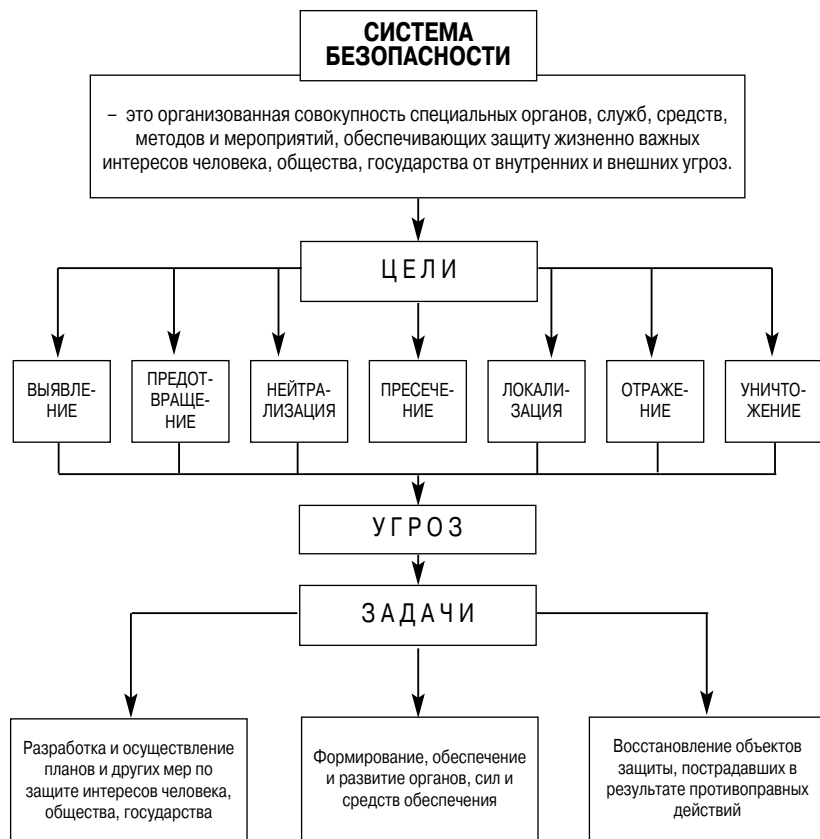 СИСТЕМА
БЕЗОПАСНОСТИ
– это организованная совокупность специальных органов, служб, средств,
методов и мероприятий, обеспечивающих защиту жизненно важных
интересов человека, общества, государства от внутренних и внешних угроз.
ЦЕЛИ
ВЫЯВЛЕ-
НИЕ
ПРЕДОТ-
ВРАЩЕ-
НИЕ
НЕЙТРА-
ЛИЗАЦИЯ
ПРЕСЕЧЕ-
НИЕ
ЛОКАЛИ-
ЗАЦИЯ
ОТРАЖЕ-
НИЕ
УНИЧТО-
ЖЕНИЕ
УГРОЗ
ЗАДАЧИ
Разработка и осуществление
планов и других мер по
защите интересов человека,
общества, государства
Формирование, обеспечение
и развитие органов, сил и
средств обеспечения
Восстановление объектов
защиты, пострадавших в
результате противоправных
действий